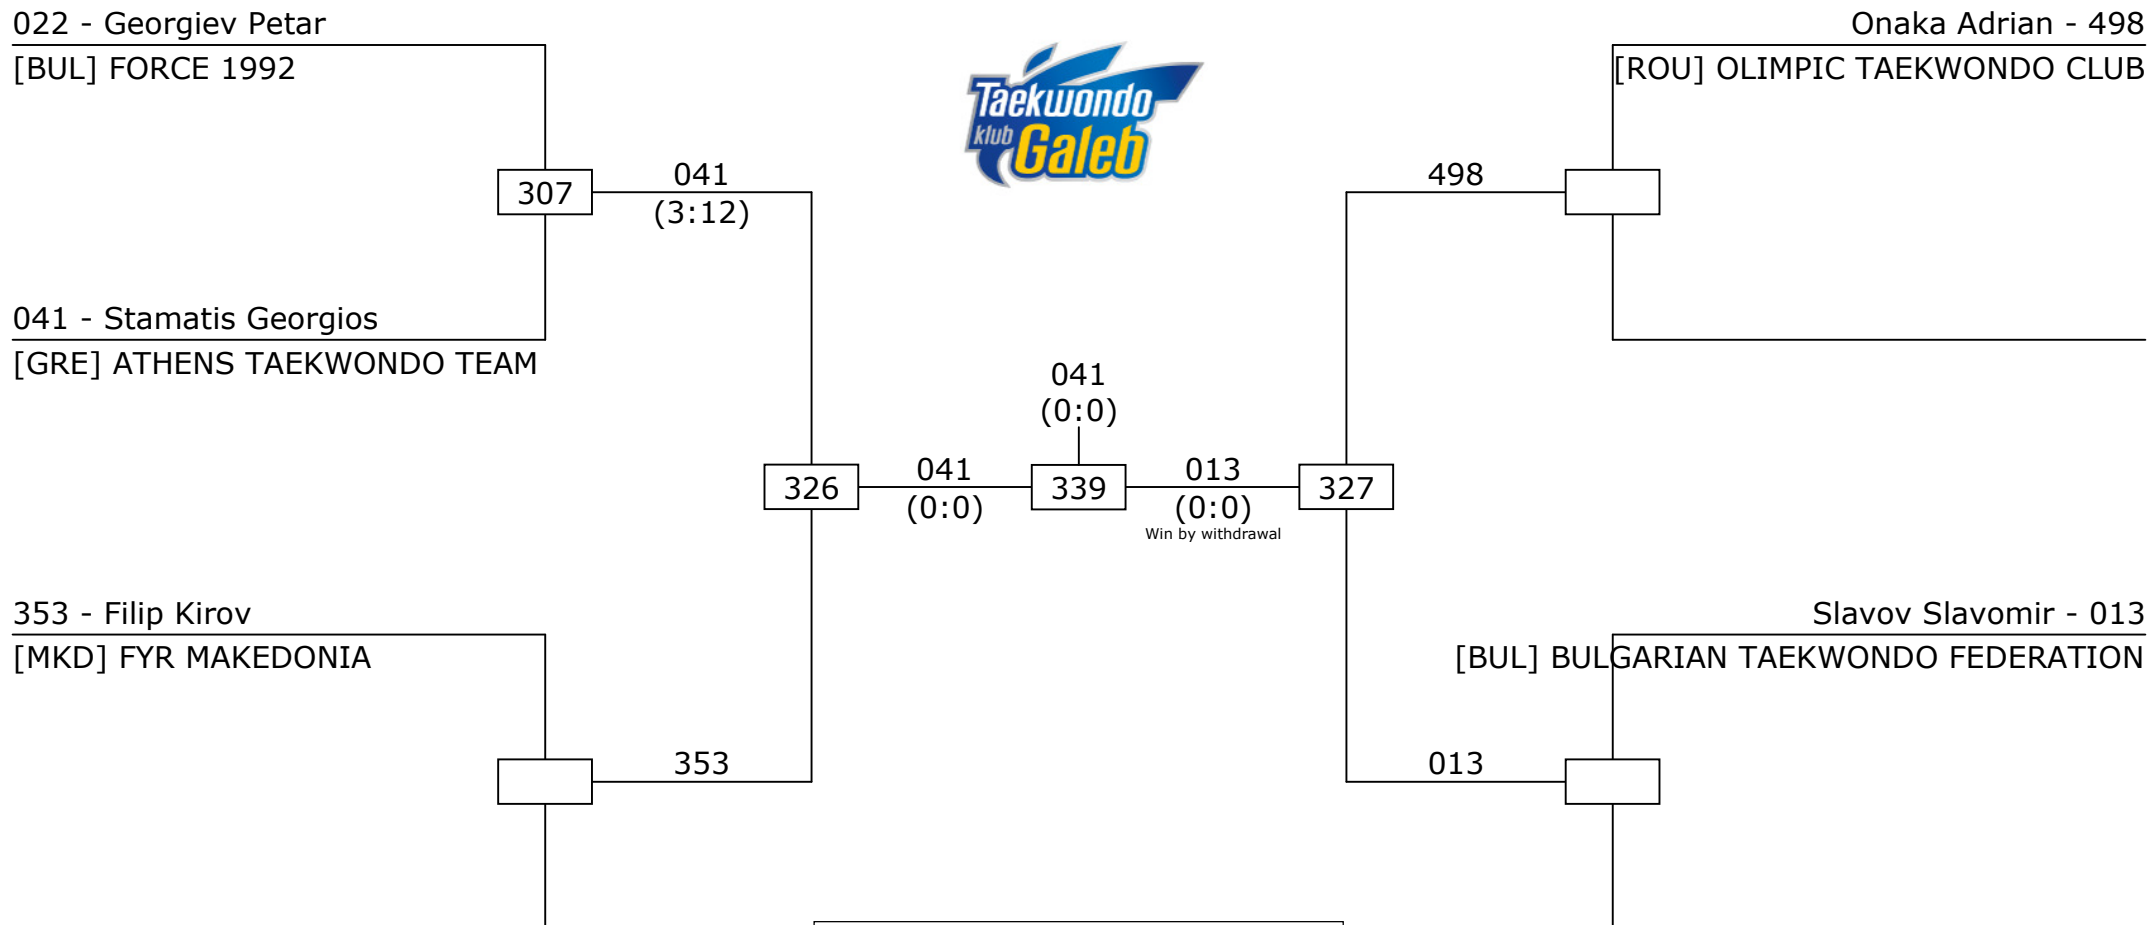 022 - Georgiev Petar
[BUL] FORCE 1992
Onaka Adrian - 498
[ROU] OLIMPIC TAEKWONDO CLUB
Taekwondo
klub Galeb
307
041
(3:12)
498
041 - Stamatis Georgios
[GRE] ATHENS TAEKWONDO TEAM
041
(0:0)
326
041
(0:0)
339
013
(0:0)
Win by withdrawal
327
353 - Filip Kirov
[MKD] FYR MAKEDONIA
Slavov Slavomir - 013
[BUL] BULGARIAN TAEKWONDO FEDERATION
353
013